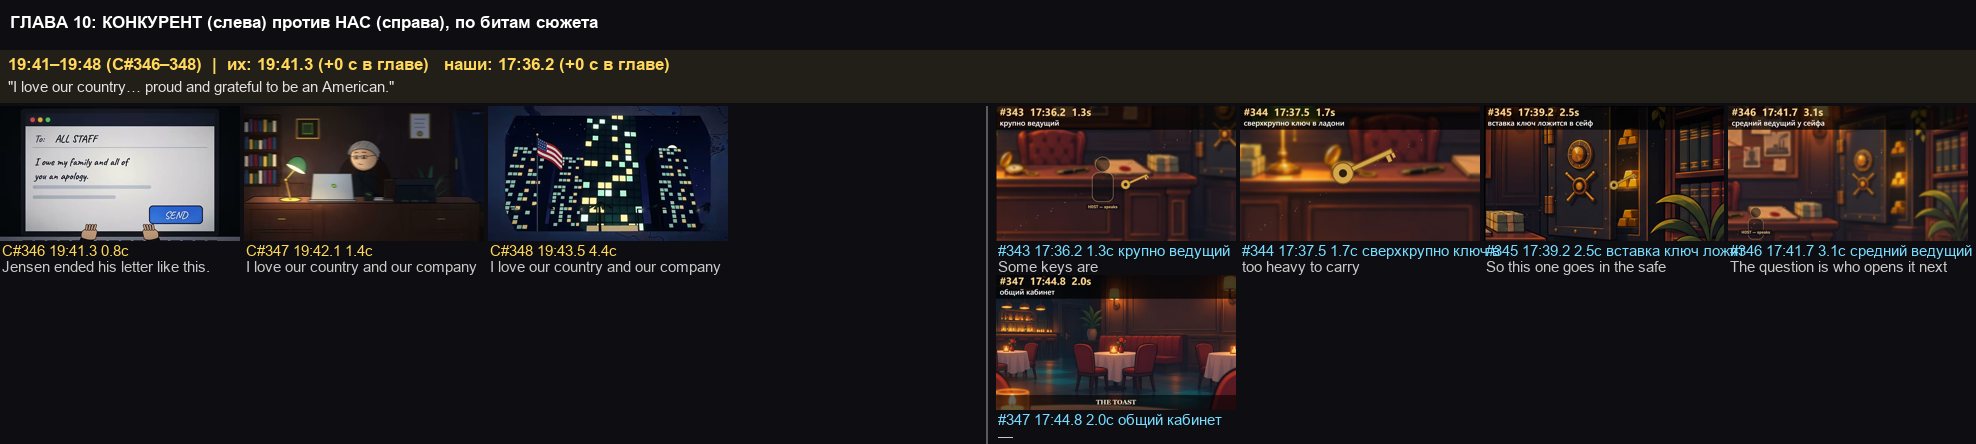 ГЛАВА 10: КОНКУРЕНТ (слева) против НАС (справа), по битам сюжета
19:41–19:48 (C#346–348) | их: 19:41.3 (+0 с в главе) наши: 17:36.2 (+0 с в главе)
"I love our country… proud and grateful to be an American."
To: ALL STAFF
I owe my family and all of
you an apology.
SEND
C#346 19:41.3 0.8с
Jensen ended his letter like this.
C#347 19:42.1 1.4с
I love our country and our company
C#348 19:43.5 4.4с
I love our country and our company
#343 17:36.2 1.3s
крупно ведущий
HOST — speaks
#343 17:36.2 1.3с крупно ведущий
Some keys are
#344 17:37.5 1.7s
сверхкрупно ключ в ладони
#344 17:37.5 1.7с сверхкрупно ключ
too heavy to carry
#345 17:39.2 2.5s
вставка ключ ложится в сейф
#345 17:39.2 2.5с вставка ключ лож
So this one goes in the safe
#346 17:41.7 3.1s
средний ведущий у сейфа
HOST — speaks
#346 17:41.7 3.1с средний ведущий
The question is who opens it next
#347 17:44.8 2.0s
общий кабинет
THE TOAST
#347 17:44.8 2.0с общий кабинет
—